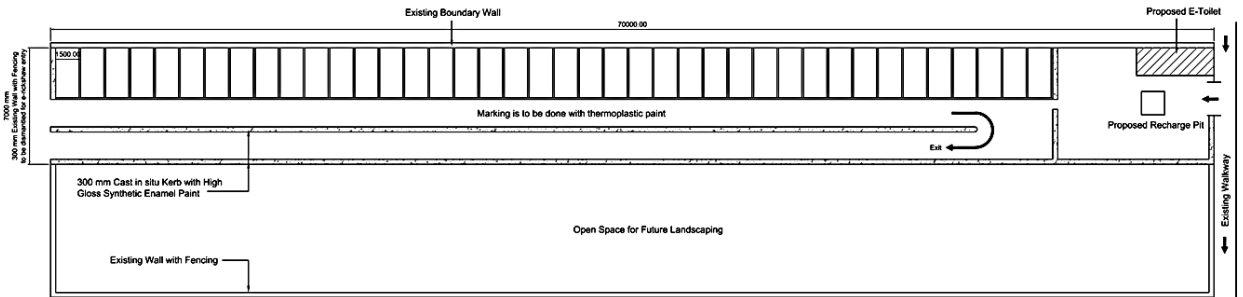 Existing Boundary Wall
70000.00
Proposed E-Toilet
1500.00
7000 mm
300 mm Existing Wall with Fencing
to be dismantled for e-rickshaw entry
Marking is to be done with thermoplastic paint
Proposed Recharge Pit
Exit
300 mm Cast in situ Kerb with High
Gloss Synthetic Enamel Paint
Existing Walkway
Open Space for Future Landscaping
Existing Wall with Fencing